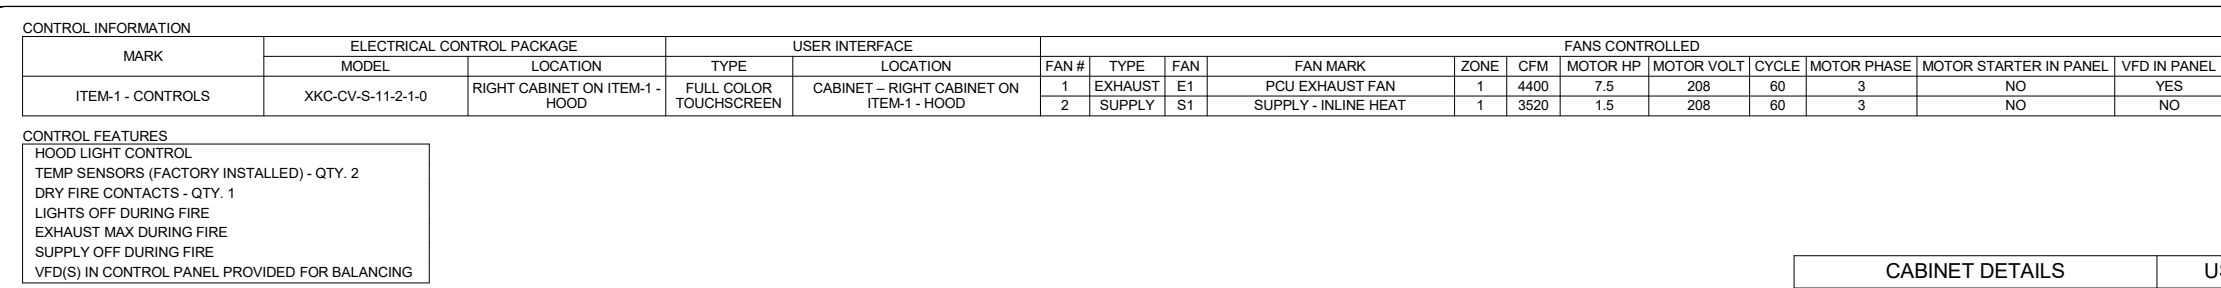 CONTROL INFORMATION
MARK ELECTRICAL CONTROL PACKAGE USER INTERFACE FANS CONTROLLED
MODEL LOCATION TYPE LOCATION FAN # TYPE FAN FAN MARK ZONE CFM MOTOR HP MOTOR VOLT CYCLE MOTOR PHASE MOTOR STARTER IN PANEL VFD IN PANEL
ITEM-1 - CONTROLS XKC-CV-S-11-2-1-0 RIGHT CABINET ON ITEM-1 - HOOD FULL COLOR TOUCHSCREEN CABINET – RIGHT CABINET ON ITEM-1 - HOOD
1 EXHAUST E1 PCU EXHAUST FAN 1 4400 7.5 208 60 3 NO YES
2 SUPPLY S1 SUPPLY - INLINE HEAT 1 3520 1.5 208 60 3 NO NO
CONTROL FEATURES
HOOD LIGHT CONTROL
TEMP SENSORS (FACTORY INSTALLED) - QTY. 2
DRY FIRE CONTACTS - QTY. 1
LIGHTS OFF DURING FIRE
EXHAUST MAX DURING FIRE
SUPPLY OFF DURING FIRE
VFD(S) IN CONTROL PANEL PROVIDED FOR BALANCING
CABINET DETAILS